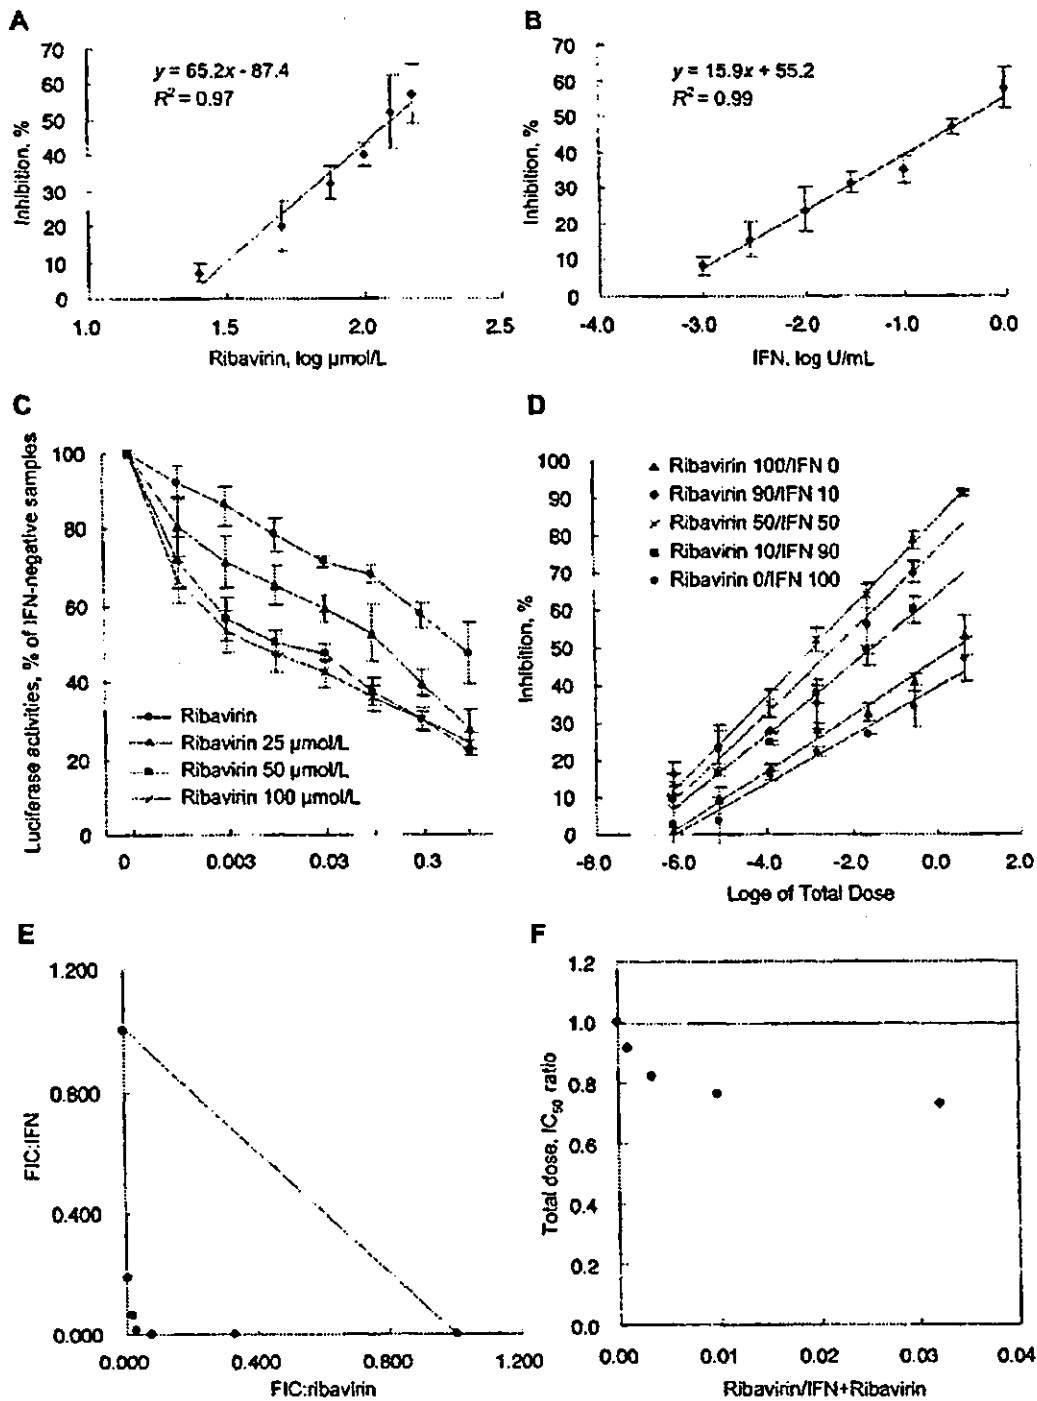 A
70
60
50
40
30
20
10
0
Inhibition, %
y = 65.2x - 87.4
R² = 0.97
1.0 1.5 2.0 2.5
Ribavirin, log µmol/L
B
70
60
50
40
30
20
10
0
Inhibition, %
y = 15.9x + 55.2
R² = 0.99
-4.0 -3.0 -2.0 -1.0 0.0
IFN, log U/mL
C
100
80
60
40
20
0
Luciferase activities, % of IFN-negative samples
Ribavirin
Ribavirin 25 µmol/L
Ribavirin 50 µmol/L
Ribavirin 100 µmol/L
0 0.003 0.03 0.3
D
100
90
80
70
60
50
40
30
20
10
0
Inhibition, %
Ribavirin 100/IFN 0
Ribavirin 90/IFN 10
Ribavirin 50/IFN 50
Ribavirin 10/IFN 90
Ribavirin 0/IFN 100
-8.0 -6.0 -4.0 -2.0 0.0 2.0
Loge of Total Dose
E
1.200
0.800
0.400
0.000
FIC:IFN
0.000 0.400 0.800 1.200
FIC:ribavirin
F
1.2
1.0
0.8
0.6
0.4
0.2
0.0
Total dose, IC₅₀ ratio
0.00 0.01 0.02 0.03 0.04
Ribavirin/IFN+Ribavirin